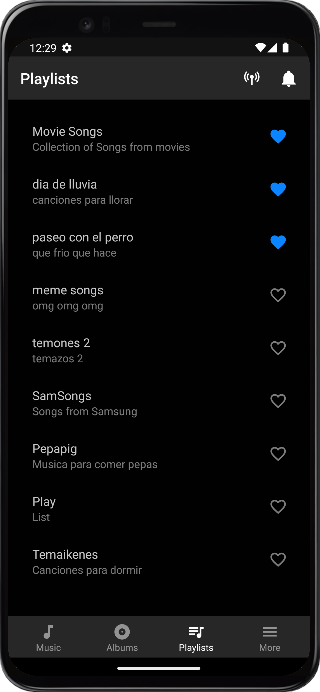 12:29
Playlists
Movie Songs
Collection of Songs from movies
dia de lluvia
canciones para llorar
paseo con el perro
que frio que hace
meme songs
omg omg omg
temones 2
temazos 2
SamSongs
Songs from Samsung
Pepapig
Musica para comer pepas
Play
List
Temaikenes
Canciones para dormir
Music Albums Playlists More